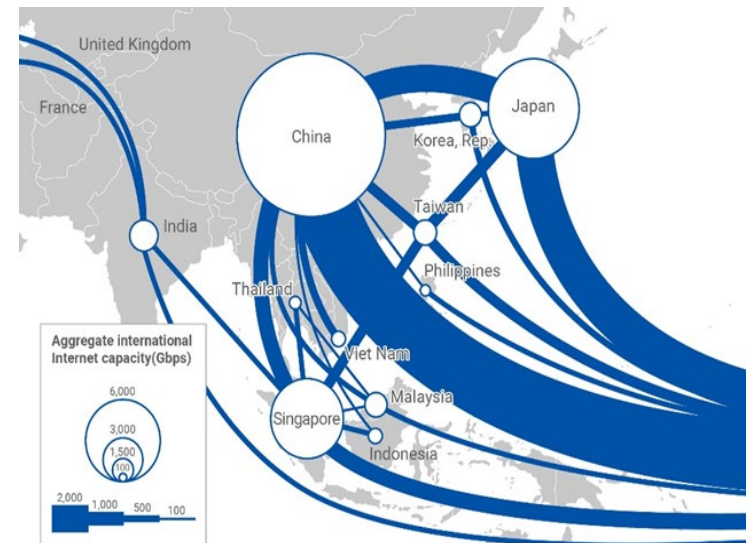 United Kingdom
France
China
Japan
Korea, Rep.
India
Taiwan
Philippines
Thailand
Viet Nam
Singapore
Malaysia
Indonesia
Aggregate international
Internet capacity(Gbps)
6,000
3,000
1,500
100
2,000 1,000 500 100